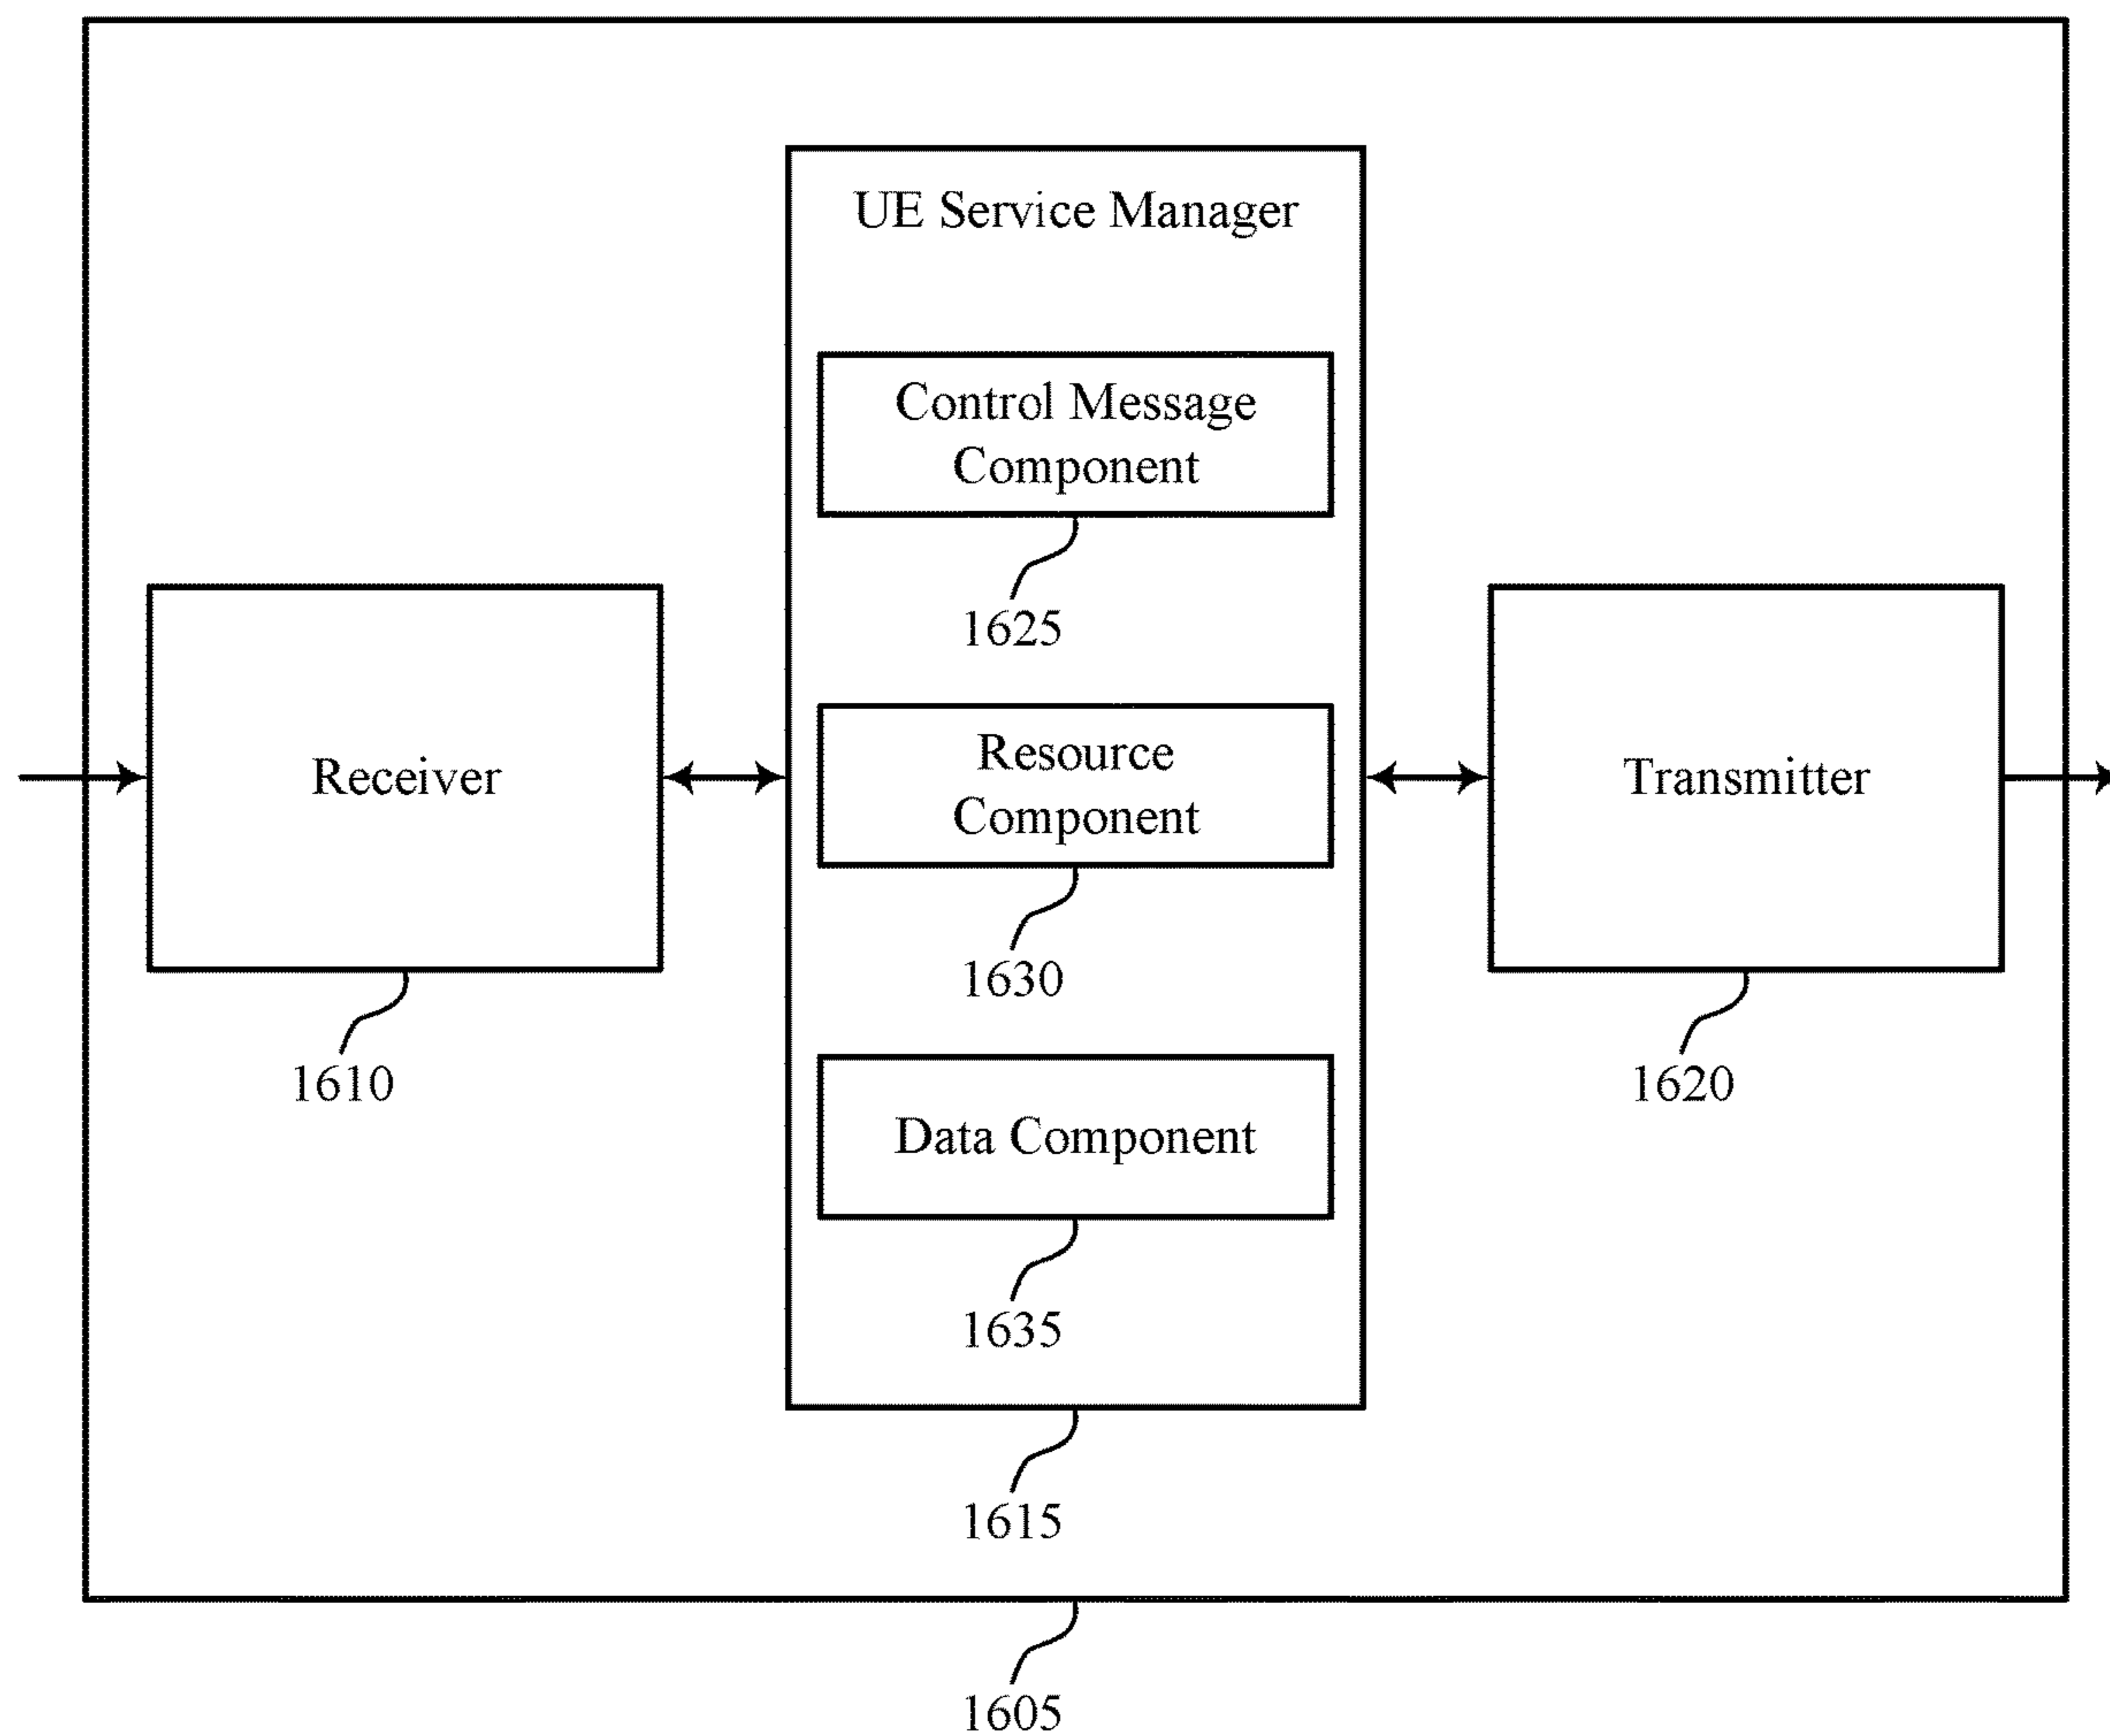 UE Service Manager
Control Message
Component
1625
Receiver
1610
Resource
Component
1630
Transmitter
1620
Data Component
1635
1615
1605